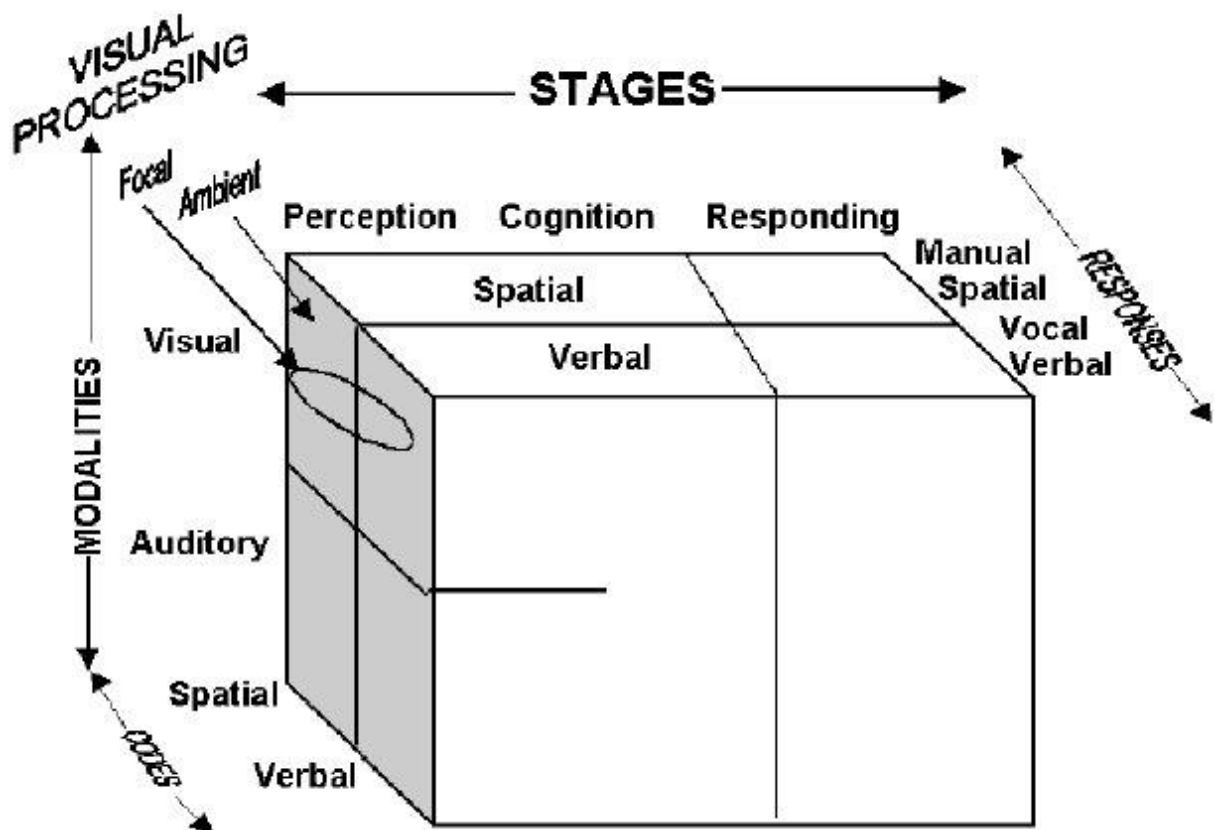 VISUAL
PROCESSING
STAGES
Focal
Ambient
Perception Cognition Responding
Manual
Spatial
Vocal
Verbal
RESPONSES
Spatial
Verbal
Visual
MODALITIES
Auditory
Spatial
Verbal
CODES